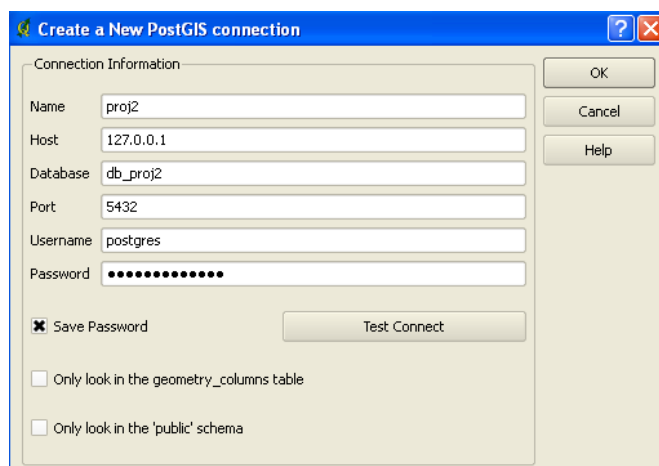 Create a New PostGIS connection
Connection Information
OK
Cancel
Help
Name proj2
Host 127.0.0.1
Database db_proj2
Port 5432
Username postgres
Password •••••••••••••
Save Password
Test Connect
Only look in the geometry_columns table
Only look in the 'public' schema